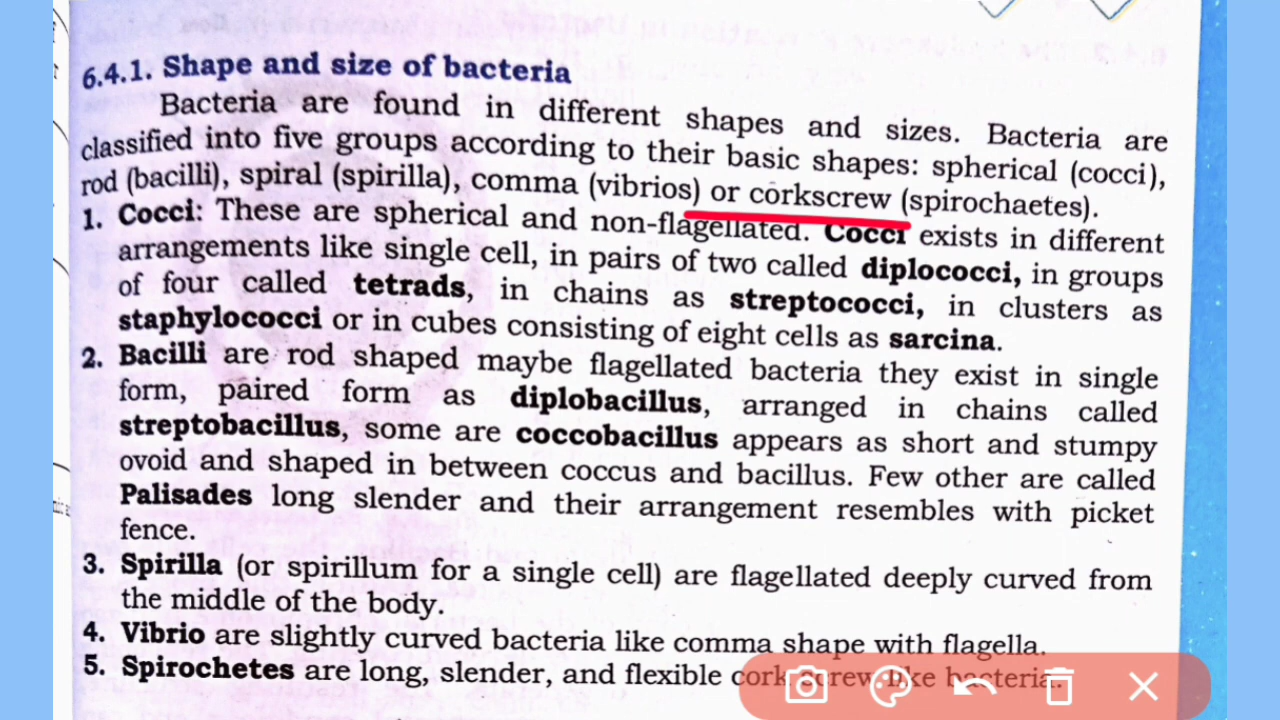 6.4.1. Shape and size of bacteria
Bacteria are found in different shapes and sizes. Bacteria are
classified into five groups according to their basic shapes: spherical (cocci),
rod (bacilli), spiral (spirilla), comma (vibrios) or corkscrew (spirochaetes).
1. Cocci: These are spherical and non-flagellated. Cocci exists in different
arrangements like single cell, in pairs of two called diplococci, in groups
of four called tetrads, in chains as streptococci, in clusters as
staphylococci or in cubes consisting of eight cells as sarcina.
2. Bacilli are rod shaped maybe flagellated bacteria they exist in single
form, paired form as diplobacillus, arranged in chains called
streptobacillus, some are coccobacillus appears as short and stumpy
ovoid and shaped in between coccus and bacillus. Few other are called
Palisades long slender and their arrangement resembles with picket
fence.
3. Spirilla (or spirillum for a single cell) are flagellated deeply curved from
the middle of the body.
4. Vibrio are slightly curved bacteria like comma shape with flagella.
5. Spirochetes are long, slender, and flexible cork screw like bacteria.